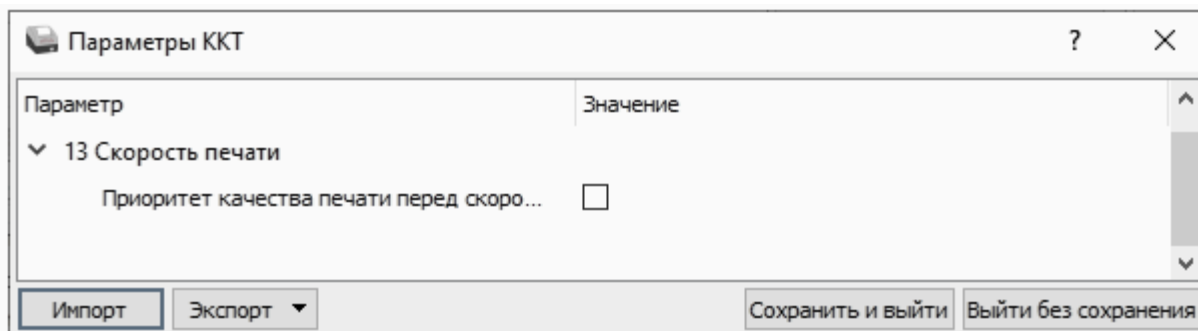 Параметры ККТ ?
Параметр Значение
13 Скорость печати
Приоритет качества печати перед скоро...
Импорт Экспорт Сохранить и выйти Выйти без сохранения